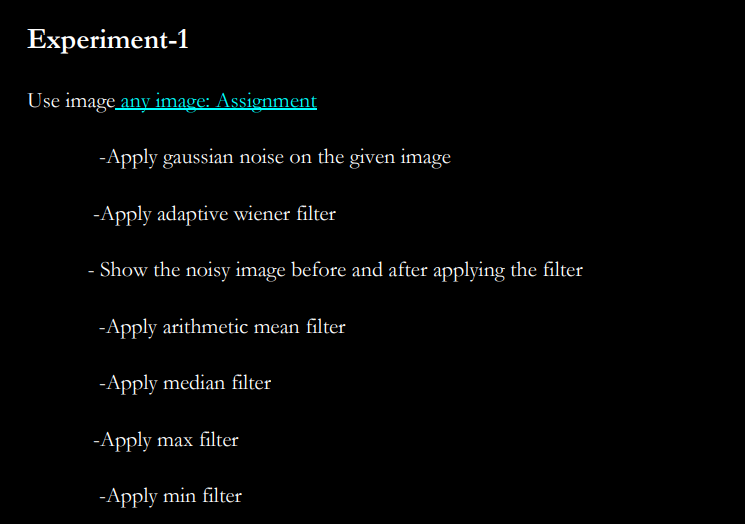 Experiment-1
Use image any image: Assignment
-Apply gaussian noise on the given image
-Apply adaptive wiener filter
- Show the noisy image before and after applying the filter
-Apply arithmetic mean filter
-Apply median filter
-Apply max filter
-Apply min filter